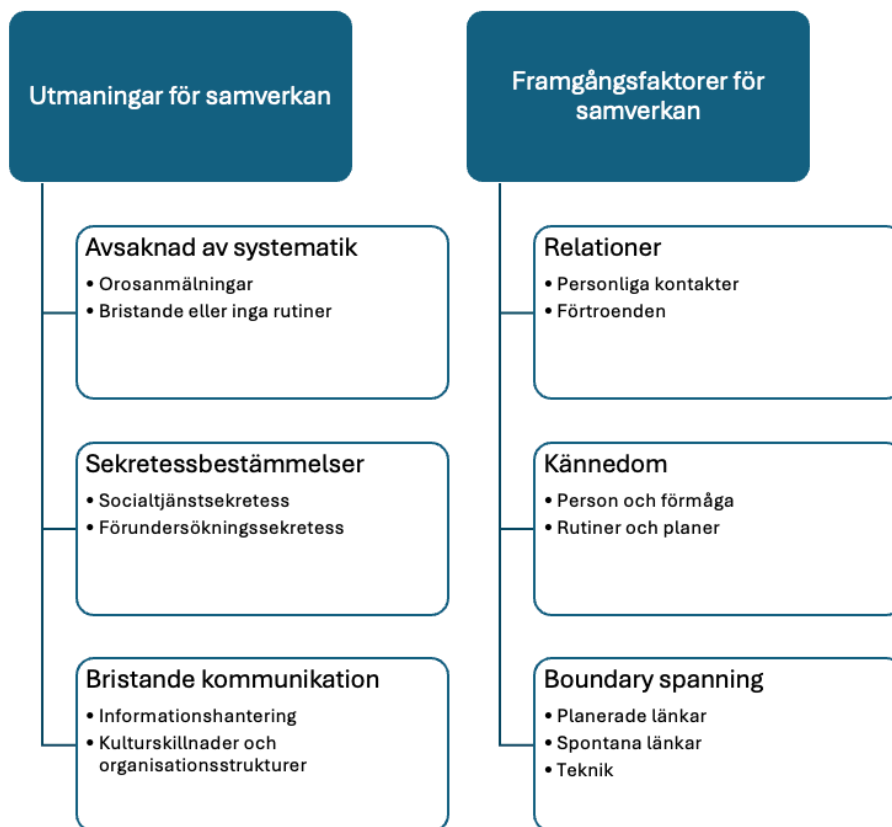 Utmaningar för samverkan
Avsaknad av systematik
• Orosanmälningar
• Bristande eller inga rutiner
Sekretessbestämmelser
• Socialtjänstsekretess
• Förundersökningssekretess
Bristande kommunikation
• Informationshantering
• Kulturskillnader och
organisationsstrukturer
Framgångsfaktorer för
samverkan
Relationer
• Personliga kontakter
• Förtroenden
Kännedom
• Person och förmåga
• Rutiner och planer
Boundary spanning
• Planerade länkar
• Spontana länkar
• Teknik